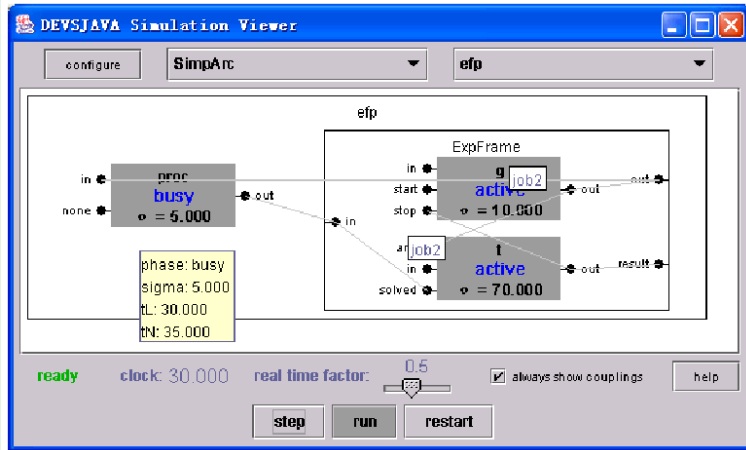 DEVSJAVA Simulation Viewer
configure SimpArc efp
efp
ExpFrame
in proc out
busy
none σ = 5.000
in g out out
start active job2
stop σ = 10.000
in
job2 t
in active out result
solved σ = 70.000
phase: busy
sigma: 5.000
tL: 30.000
tN: 35.000
ready clock: 30.000 real time factor: 0.5 always show couplings help
step run restart